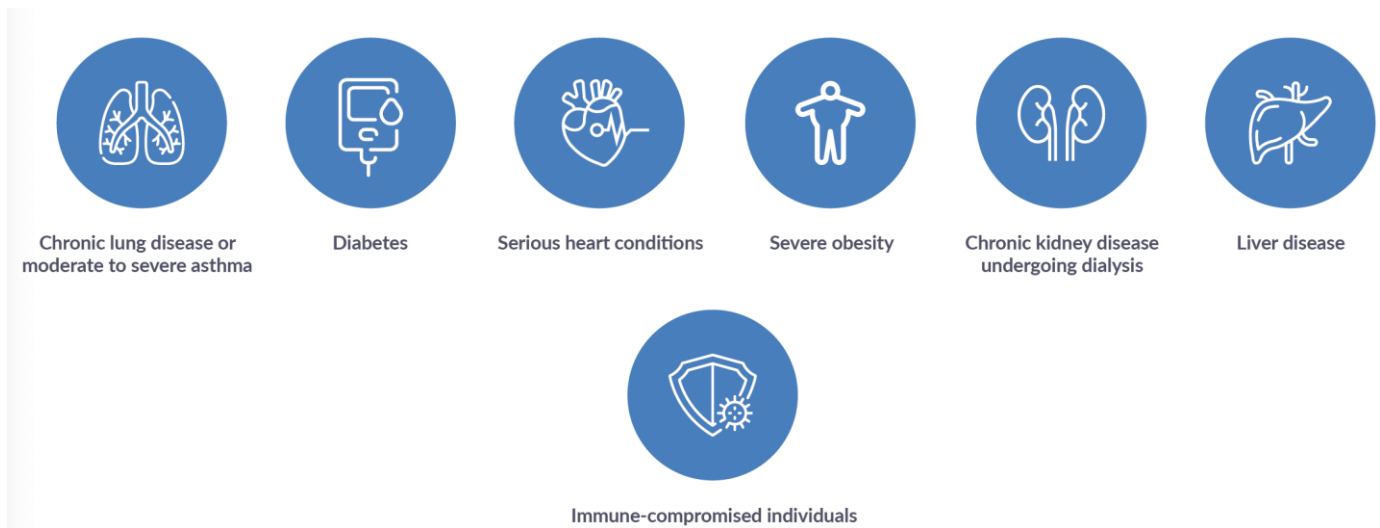 Chronic lung disease or
moderate to severe asthma
Diabetes
Serious heart conditions
Severe obesity
Chronic kidney disease
undergoing dialysis
Liver disease
Immune-compromised individuals